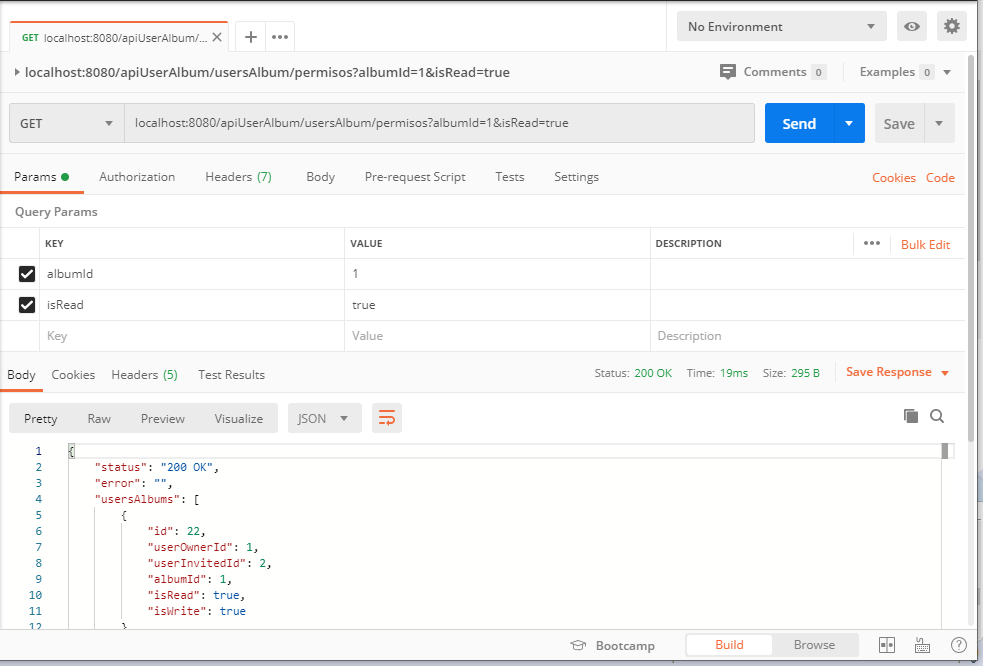 GET localhost:8080/apiUserAlbum/...
No Environment
localhost:8080/apiUserAlbum/usersAlbum/permisos?albumId=1&isRead=true
Comments 0
Examples 0
GET
localhost:8080/apiUserAlbum/usersAlbum/permisos?albumId=1&isRead=true
Send
Save
Params
Authorization
Headers (7)
Body
Pre-request Script
Tests
Settings
Cookies
Code
Query Params
KEY
VALUE
DESCRIPTION
Bulk Edit
albumId
1
isRead
true
Key
Value
Description
Body
Cookies
Headers (5)
Test Results
Status: 200 OK
Time: 19ms
Size: 295 B
Save Response
Pretty
Raw
Preview
Visualize
JSON
1 {
2 "status": "200 OK",
3 "error": "",
4 "usersAlbums": [
5 {
6 "id": 22,
7 "userOwnerId": 1,
8 "userInvitedId": 2,
9 "albumId": 1,
10 "isRead": true,
11 "isWrite": true
12 }
Bootcamp
Build
Browse